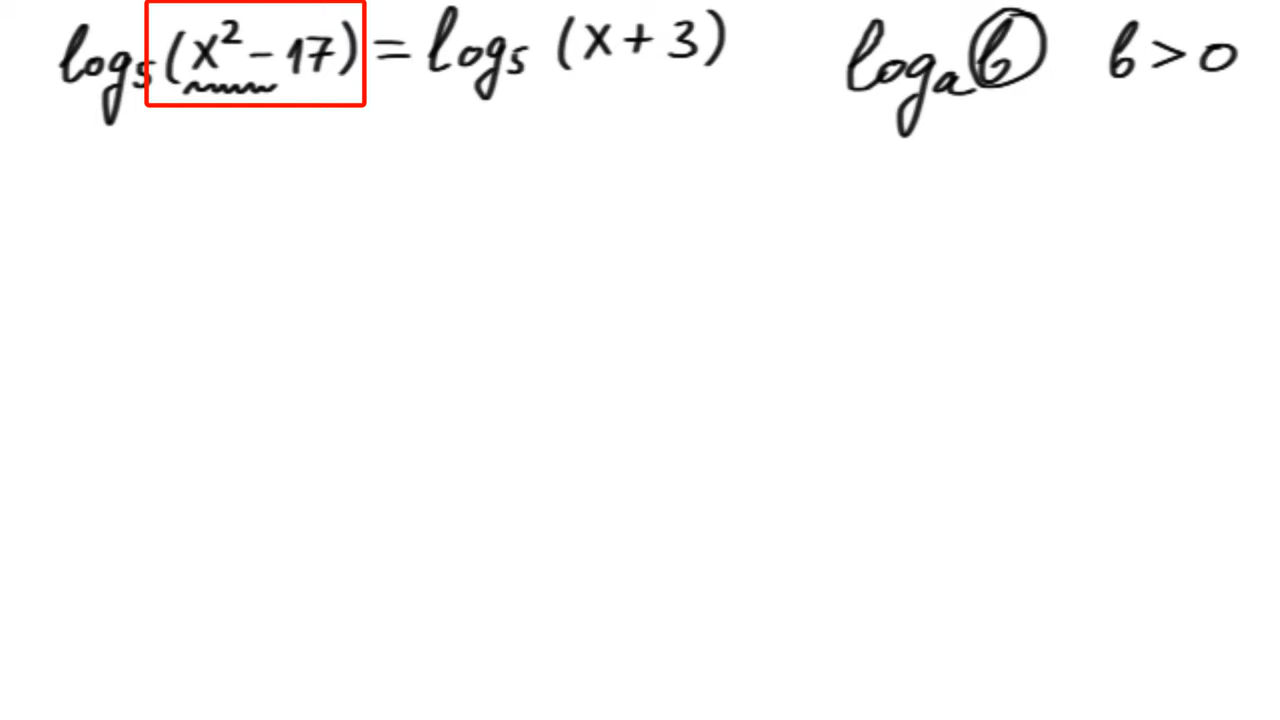 log₅(x² - 17) = log₅ (x + 3) logₐb b > 0